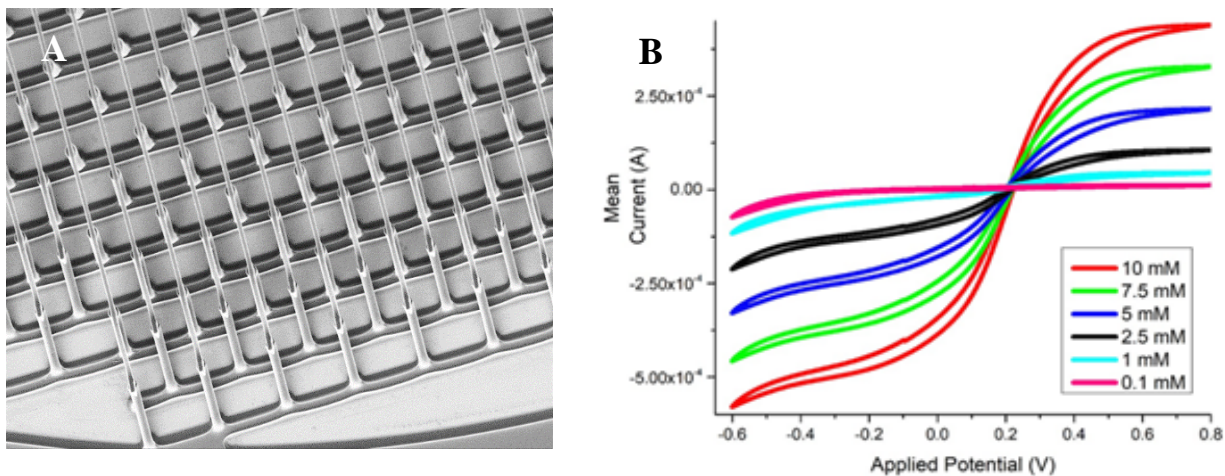 A
B
2.50x10⁻⁴
0.00
-2.50x10⁻⁴
-5.00x10⁻⁴
Mean
Current (A)
10 mM
7.5 mM
5 mM
2.5 mM
1 mM
0.1 mM
-0.6
-0.4
-0.2
0.0
0.2
0.4
0.6
0.8
Applied Potential (V)